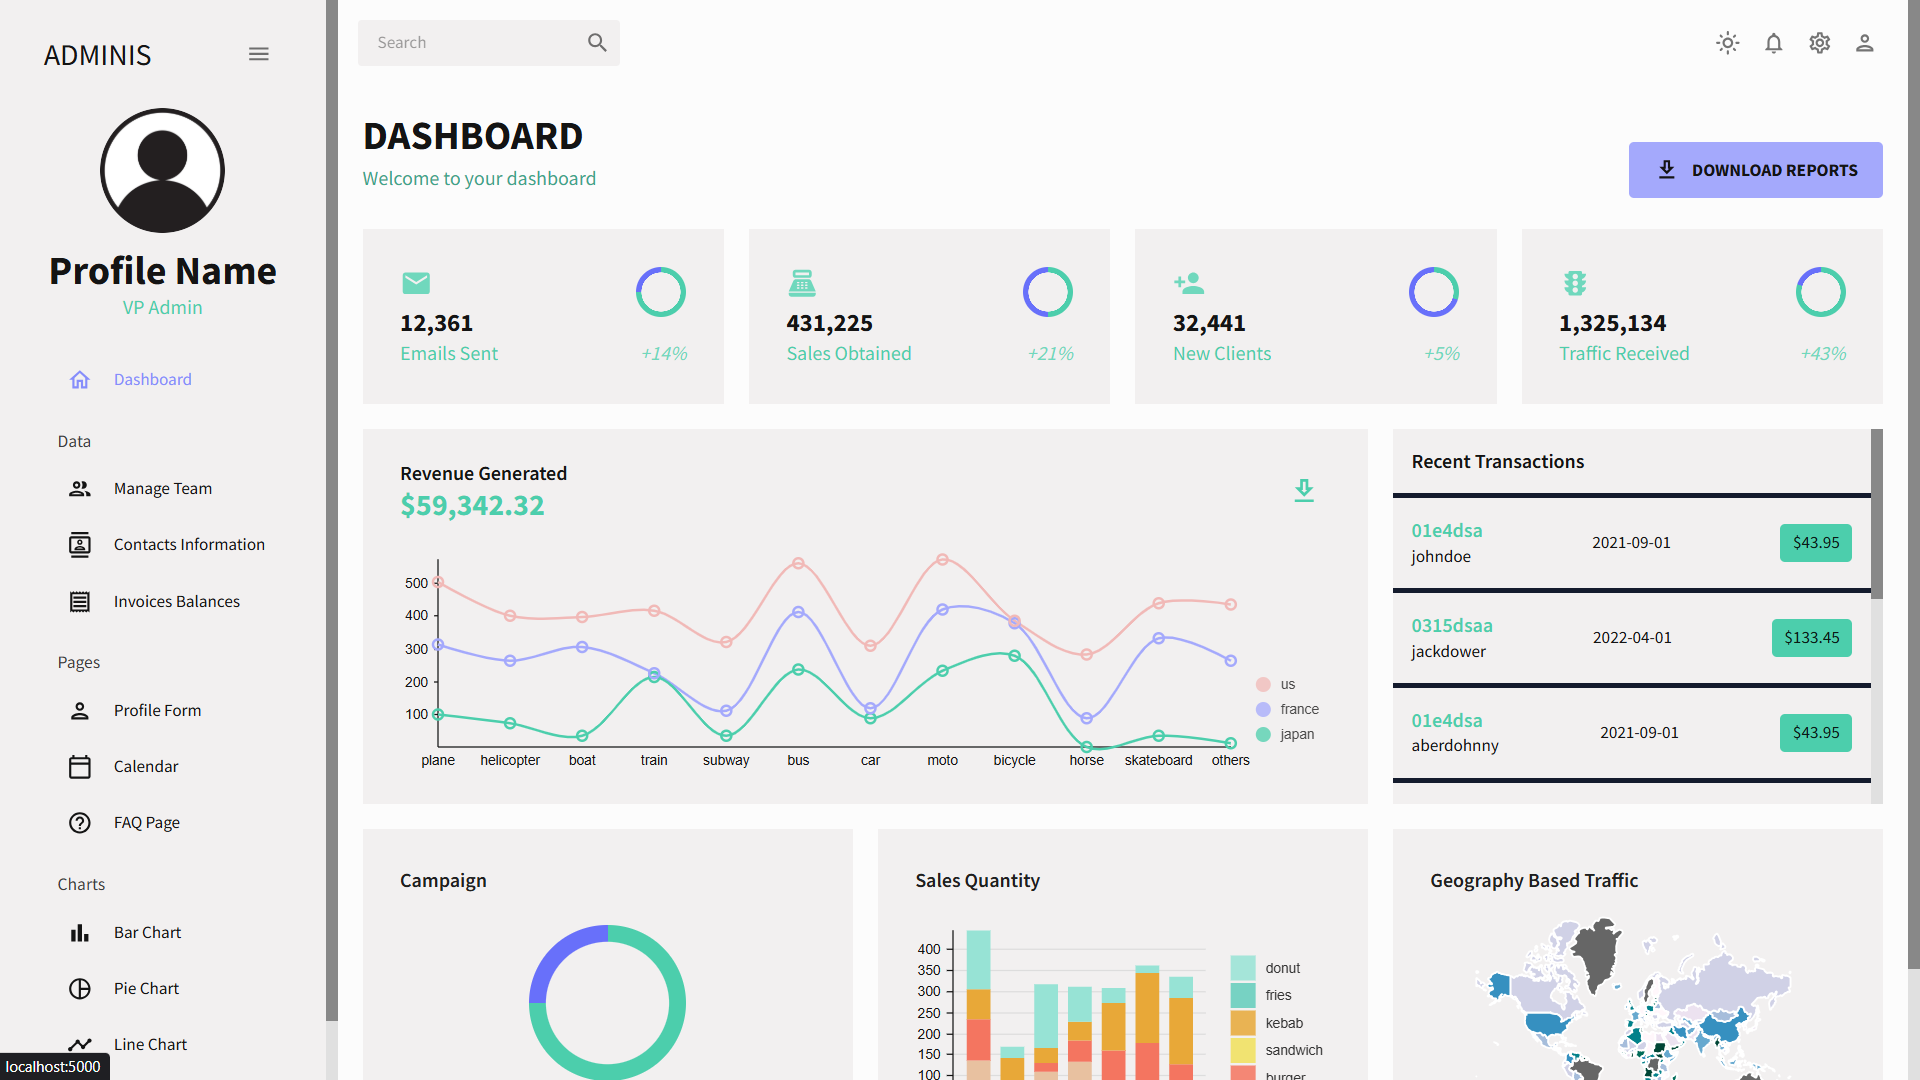 ADMINIS
Profile Name
VP Admin
Dashboard
Data
Manage Team
Contacts Information
Invoices Balances
Pages
Profile Form
Calendar
FAQ Page
Charts
Bar Chart
Pie Chart
Line Chart
localhost:5000
Search
DASHBOARD
Welcome to your dashboard
DOWNLOAD REPORTS
12,361
Emails Sent
+14%
431,225
Sales Obtained
+21%
32,441
New Clients
+5%
1,325,134
Traffic Received
+43%
Revenue Generated
$59,342.32
500
400
300
200
100
plane helicopter boat train subway bus car moto bicycle horse skateboard others
us
france
japan
Recent Transactions
01e4dsa
johndoe
2021-09-01
$43.95
0315dsaa
jackdower
2022-04-01
$133.45
01e4dsa
aberdohnny
2021-09-01
$43.95
Campaign
Sales Quantity
400
350
300
250
200
150
100
donut
fries
kebab
sandwich
burger
Geography Based Traffic